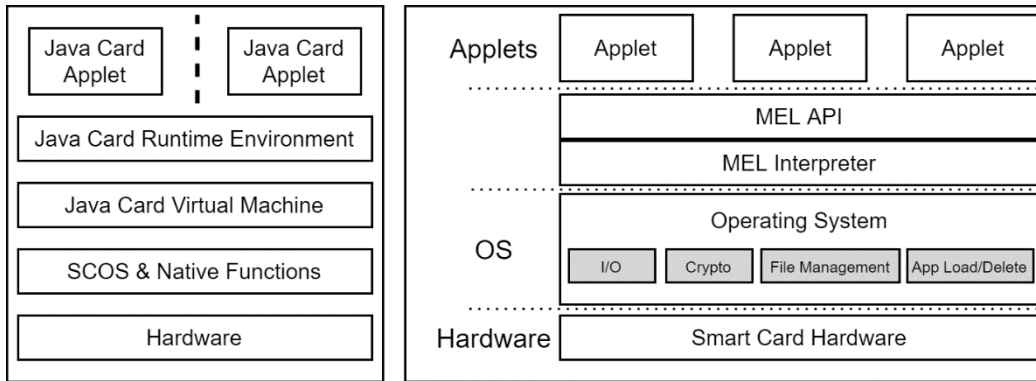 Java Card
Applet
Java Card
Applet
Java Card Runtime Environment
Java Card Virtual Machine
SCOS & Native Functions
Hardware
Applets
Applet
Applet
Applet
MEL API
MEL Interpreter
OS
Operating System
I/O
Crypto
File Management
App Load/Delete
Hardware
Smart Card Hardware